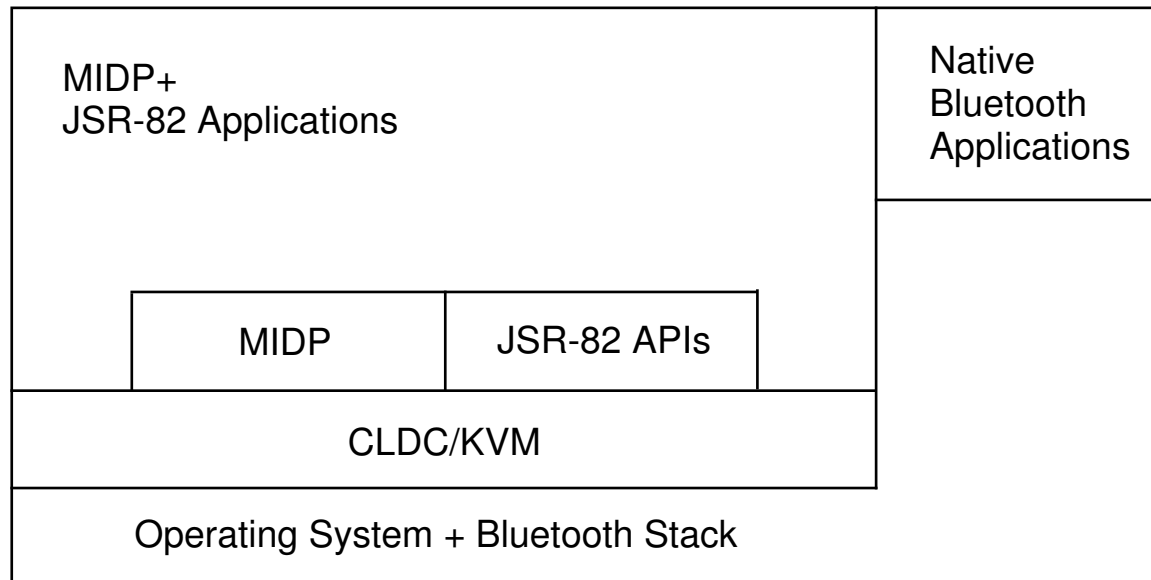 MIDP+
JSR-82 Applications
Native
Bluetooth
Applications
MIDP
JSR-82 APIs
CLDC/KVM
Operating System + Bluetooth Stack